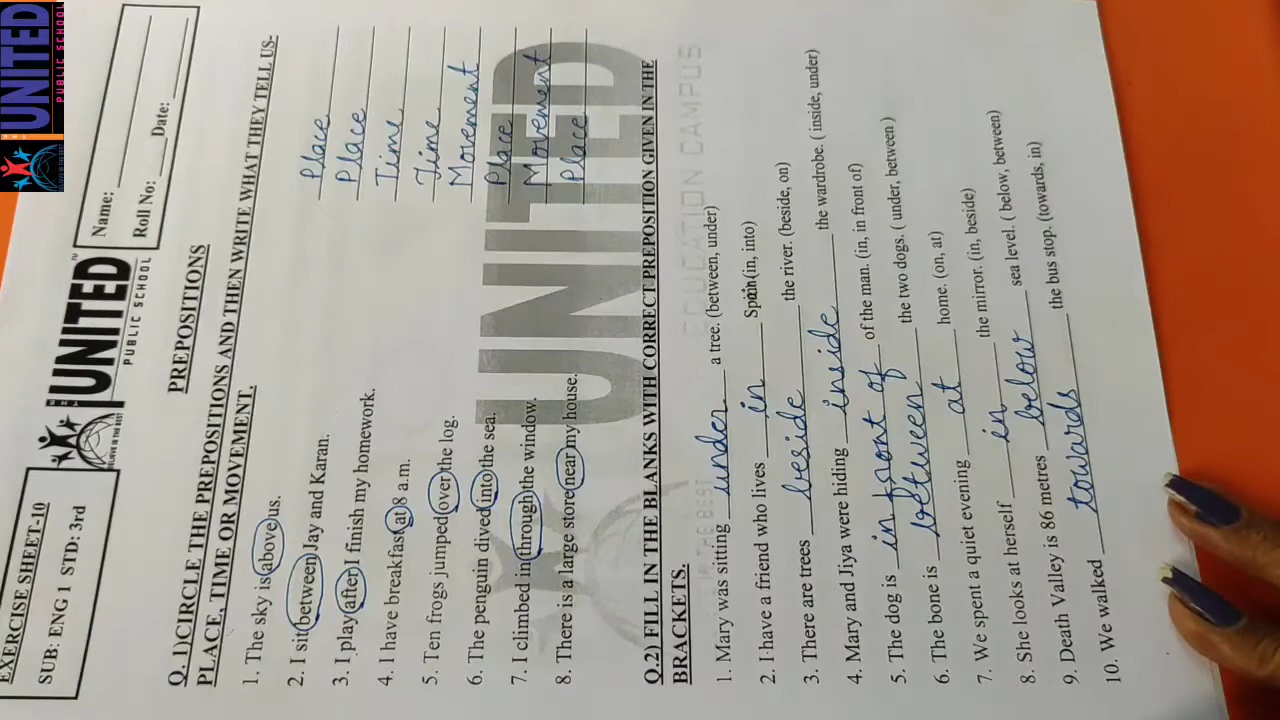 UNITED
PUBLIC SCHOOL
EXERCISE SHEET-10
SUB: ENG 1 STD: 3rd
UNITED
PUBLIC SCHOOL
BELIEVE IN THE BEST
Name:
Roll No: Date:
PREPOSITIONS
Q. 1) CIRCLE THE PREPOSITIONS AND THEN WRITE WHAT THEY TELL US-
PLACE, TIME OR MOVEMENT.
1. The sky is above us. Place
2. I sit between Jay and Karan. Place
3. I play after I finish my homework. Time
4. I have breakfast at 8 a.m. Time
5. Ten frogs jumped over the log. Movement
6. The penguin dived into the sea. Place
7. I climbed in through the window. Movement
8. There is a large store near my house. Place
UNITED
EDUCATION CAMPUS
IN THE BEST
Q.2) FILL IN THE BLANKS WITH CORRECT PREPOSITION GIVEN IN THE
BRACKETS.
1. Mary was sitting under a tree. (between, under)
2. I have a friend who lives in Spain (in, into)
3. There are trees beside the river. (beside, on)
4. Mary and Jiya were hiding inside the wardrobe. ( inside, under)
5. The dog is in front of of the man. (in, in front of)
6. The bone is between the two dogs. ( under, between )
7. We spent a quiet evening at home. (on, at)
8. She looks at herself in the mirror. (in, beside)
9. Death Valley is 86 metres below sea level. ( below, between)
10. We walked towards the bus stop. (towards, in)